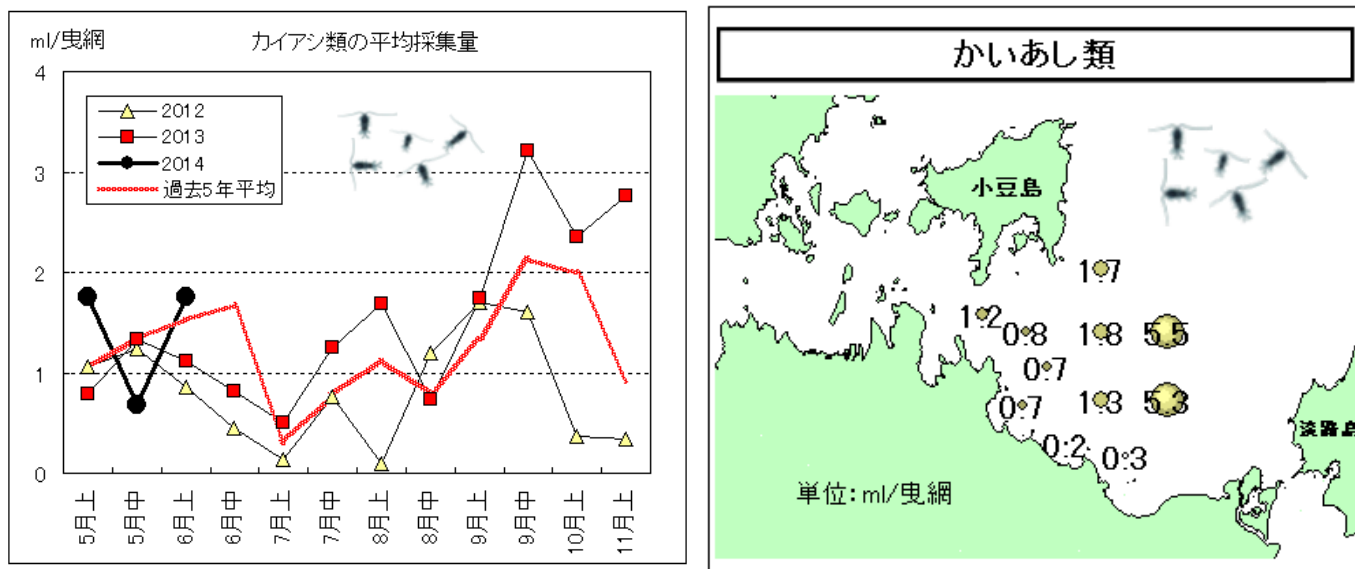 ml/曳網
カイアシ類の平均採集量
4
3
2
1
0
2012
2013
2014
過去5年平均
5月上
5月中
6月上
6月中
7月上
7月中
8月上
8月中
9月上
9月中
10月上
11月上
かいあし類
小豆島
1.7
1.2
0.8
1.8
5.5
0.7
0.7
1.3
5.3
0.2
0.3
淡路島
単位:ml/曳網